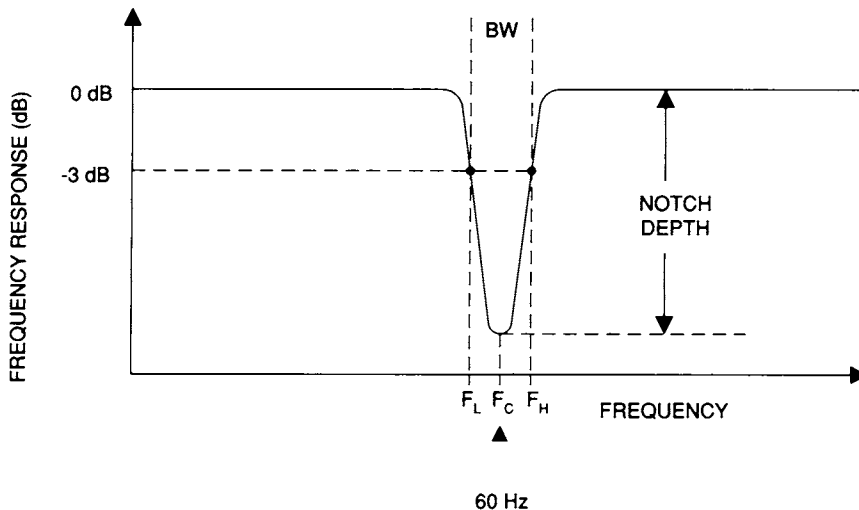 BW
0 dB
-3 dB
FREQUENCY RESPONSE (dB)
NOTCH
DEPTH
F_L F_C F_H
FREQUENCY
60 Hz